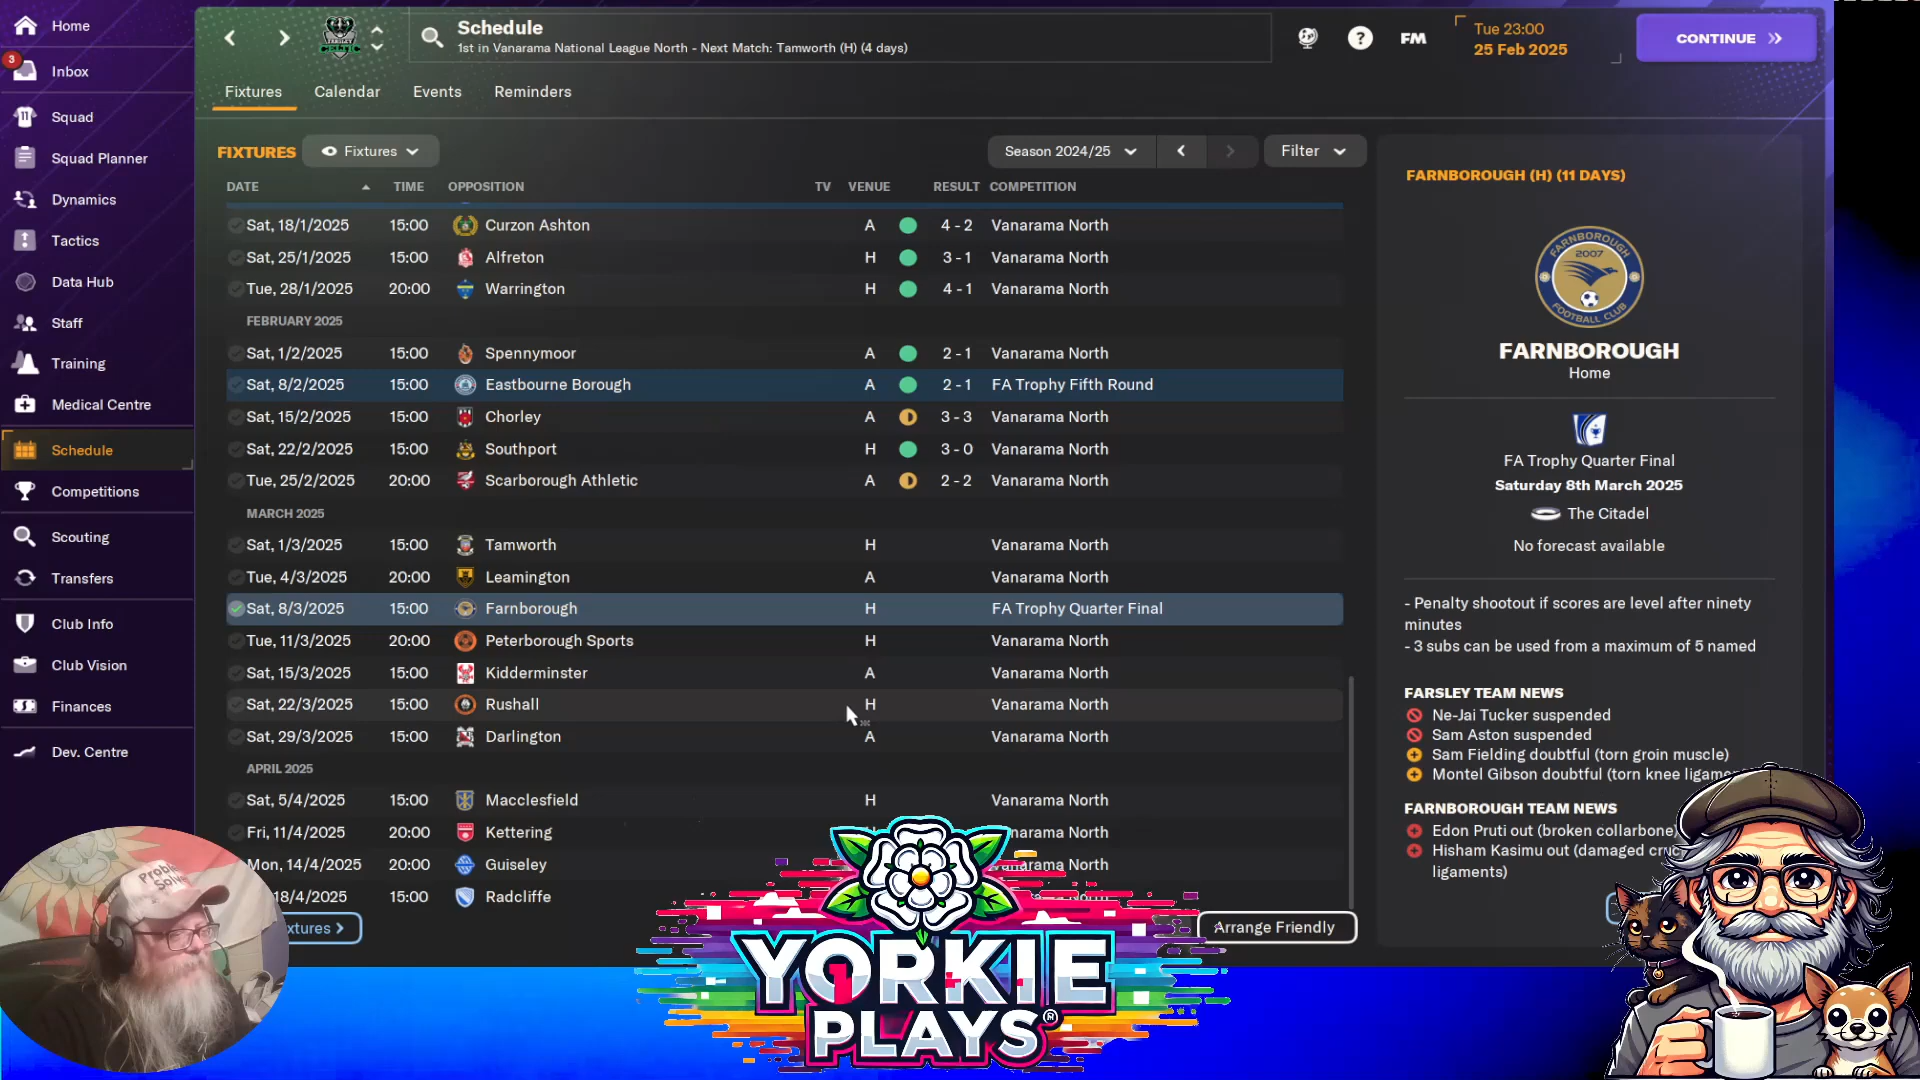 Home
3
Inbox
Squad
Squad Planner
Dynamics
Tactics
Data Hub
Staff
Training
Medical Centre
Schedule
Competitions
Scouting
Transfers
Club Info
Club Vision
Finances
Dev. Centre
CELTIC
Schedule
1st in Vanarama National League North - Next Match: Tamworth (H) (4 days)
? FM
Tue 23:00
25 Feb 2025
CONTINUE
Fixtures Calendar Events Reminders
FIXTURES Fixtures Season 2024/25 Filter
DATE TIME OPPOSITION TV VENUE RESULT COMPETITION
Sat, 18/1/2025 15:00 Curzon Ashton A 4 - 2 Vanarama North
Sat, 25/1/2025 15:00 Alfreton H 3 - 1 Vanarama North
Tue, 28/1/2025 20:00 Warrington H 4 - 1 Vanarama North
FEBRUARY 2025
Sat, 1/2/2025 15:00 Spennymoor A 2 - 1 Vanarama North
Sat, 8/2/2025 15:00 Eastbourne Borough A 2 - 1 FA Trophy Fifth Round
Sat, 15/2/2025 15:00 Chorley A 3 - 3 Vanarama North
Sat, 22/2/2025 15:00 Southport H 3 - 0 Vanarama North
Tue, 25/2/2025 20:00 Scarborough Athletic A 2 - 2 Vanarama North
MARCH 2025
Sat, 1/3/2025 15:00 Tamworth H Vanarama North
Tue, 4/3/2025 20:00 Leamington A Vanarama North
Sat, 8/3/2025 15:00 Farnborough H FA Trophy Quarter Final
Tue, 11/3/2025 20:00 Peterborough Sports H Vanarama North
Sat, 15/3/2025 15:00 Kidderminster A Vanarama North
Sat, 22/3/2025 15:00 Rushall H Vanarama North
Sat, 29/3/2025 15:00 Darlington A Vanarama North
APRIL 2025
Sat, 5/4/2025 15:00 Macclesfield H Vanarama North
Fri, 11/4/2025 20:00 Kettering Vanarama North
Mon, 14/4/2025 20:00 Guiseley Vanarama North
18/4/2025 15:00 Radcliffe
Arrange Friendly
FARNBOROUGH (H) (11 DAYS)
FARNBOROUGH
2007
FOOTBALL CLUB
FARNBOROUGH
Home
FA Trophy Quarter Final
Saturday 8th March 2025
The Citadel
No forecast available
- Penalty shootout if scores are level after ninety
minutes
- 3 subs can be used from a maximum of 5 named
FARSLEY TEAM NEWS
Ne-Jai Tucker suspended
Sam Aston suspended
Sam Fielding doubtful (torn groin muscle)
Montel Gibson doubtful (torn knee
FARNBOROUGH TEAM NEWS
Edon Pruti out (broken collarbone)
Hisham Kasimu out (damaged
ligaments)
YORKIE
PLAYS®